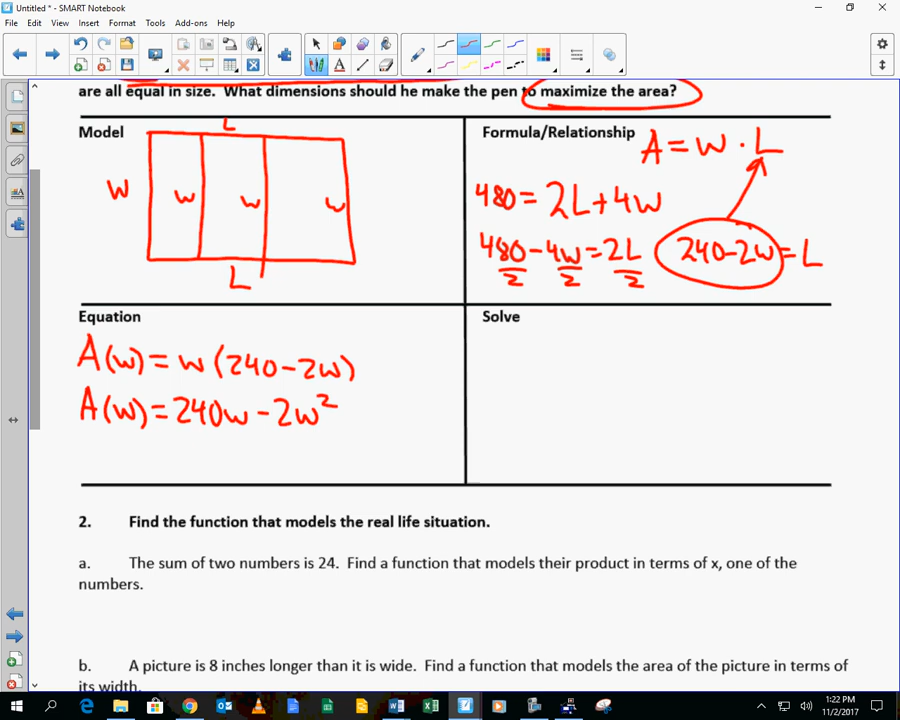 Untitled * - SMART Notebook
File Edit View Insert Format Tools Add-ons Help
are all equal in size. What dimensions should he make the pen to maximize the area?
Model
L
W
W
W
W
L
Formula/Relationship
A = W · L
480 = 2L + 4W
480 - 4W = 2L
2 2 2
240 - 2W = L
Equation
A(w) = w(240 - 2w)
A(w) = 240w - 2w²
Solve
2. Find the function that models the real life situation.
a. The sum of two numbers is 24. Find a function that models their product in terms of x, one of the
numbers.
b. A picture is 8 inches longer than it is wide. Find a function that models the area of the picture in terms of
its width.
1:22 PM
11/2/2017